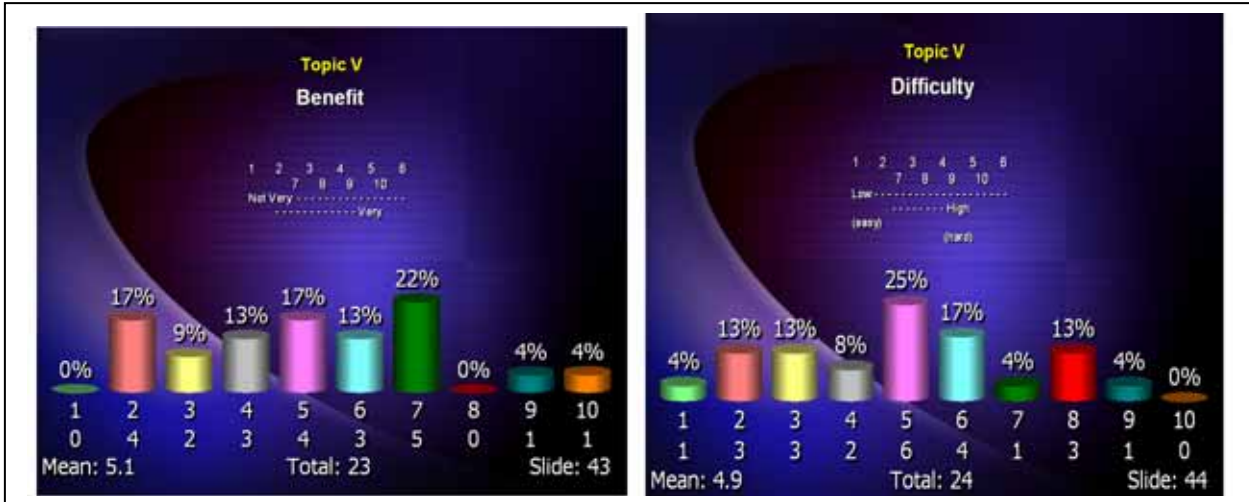 Topic V
Benefit
1 2 3 4 5 6
7 8 9 10
Not Very - - - - - - - - - - - - - -
- - - - - - - - - - - Very
0% 17% 9% 13% 17% 13% 22% 0% 4% 4%
1 2 3 4 5 6 7 8 9 10
0 4 2 3 4 3 5 0 1 1
Mean: 5.1 Total: 23 Slide: 43
Topic V
Difficulty
1 2 3 4 5 6
7 8 9 10
Low- - - - - - - - - - - - - - - - -
- - - - - - - -High
(easy)
(hard)
4% 13% 13% 8% 25% 17% 4% 13% 4% 0%
1 2 3 4 5 6 7 8 9 10
1 3 3 2 6 4 1 3 1 0
Mean: 4.9 Total: 24 Slide: 44